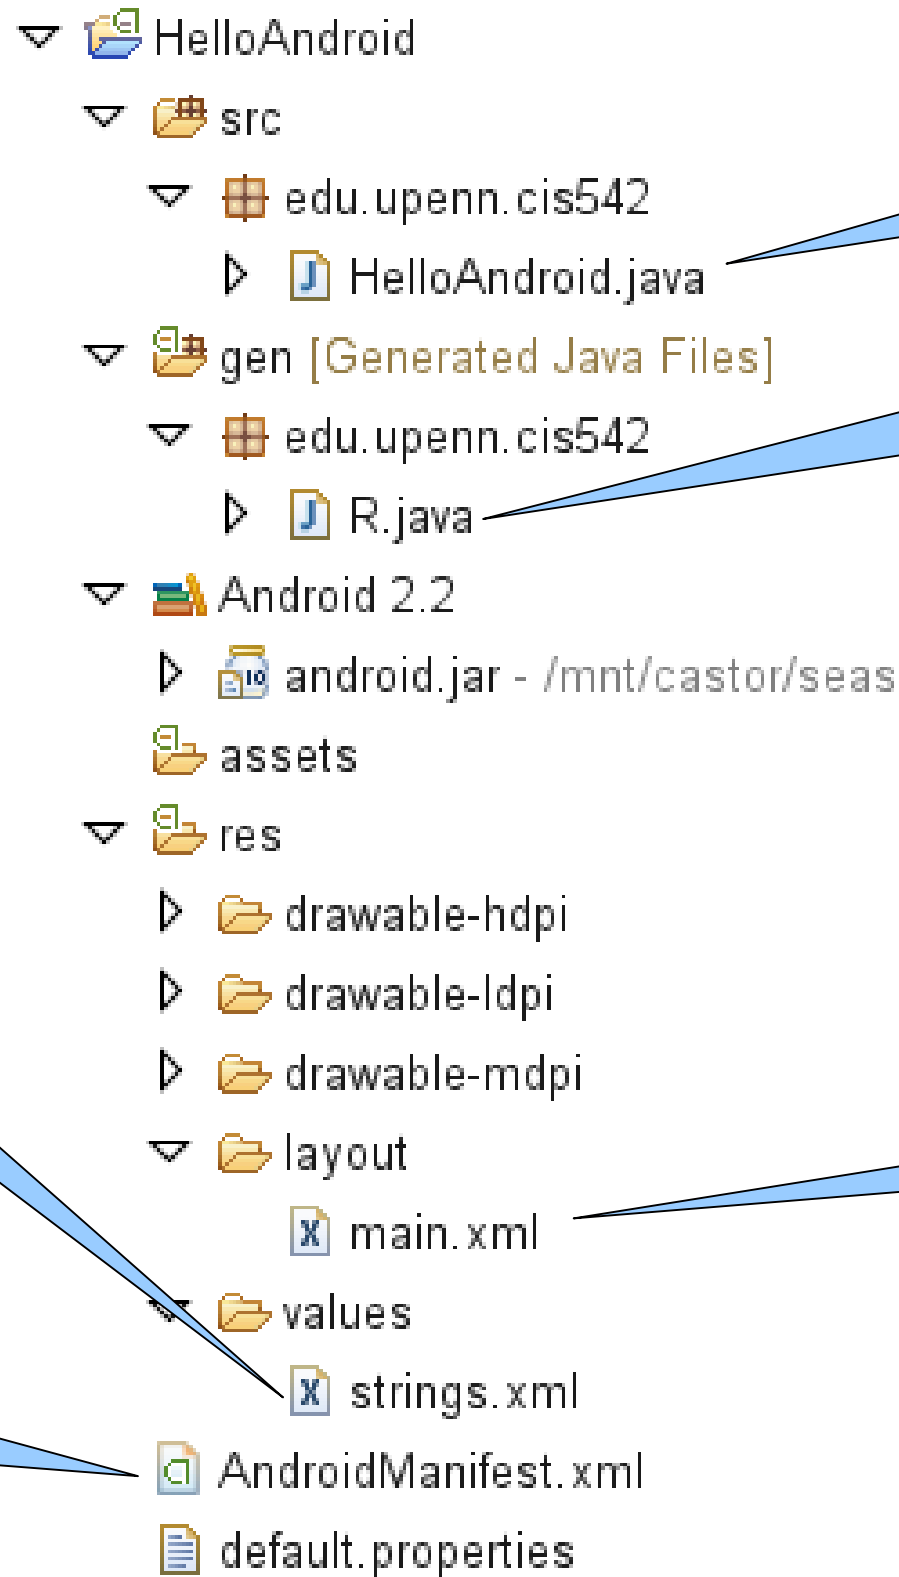 HelloAndroid
src
edu.upenn.cis542
HelloAndroid.java
gen [Generated Java Files]
edu.upenn.cis542
R.java
Android 2.2
android.jar - /mnt/castor/seas
assets
res
drawable-hdpi
drawable-ldpi
drawable-mdpi
layout
main.xml
values
strings.xml
AndroidManifest.xml
default.properties